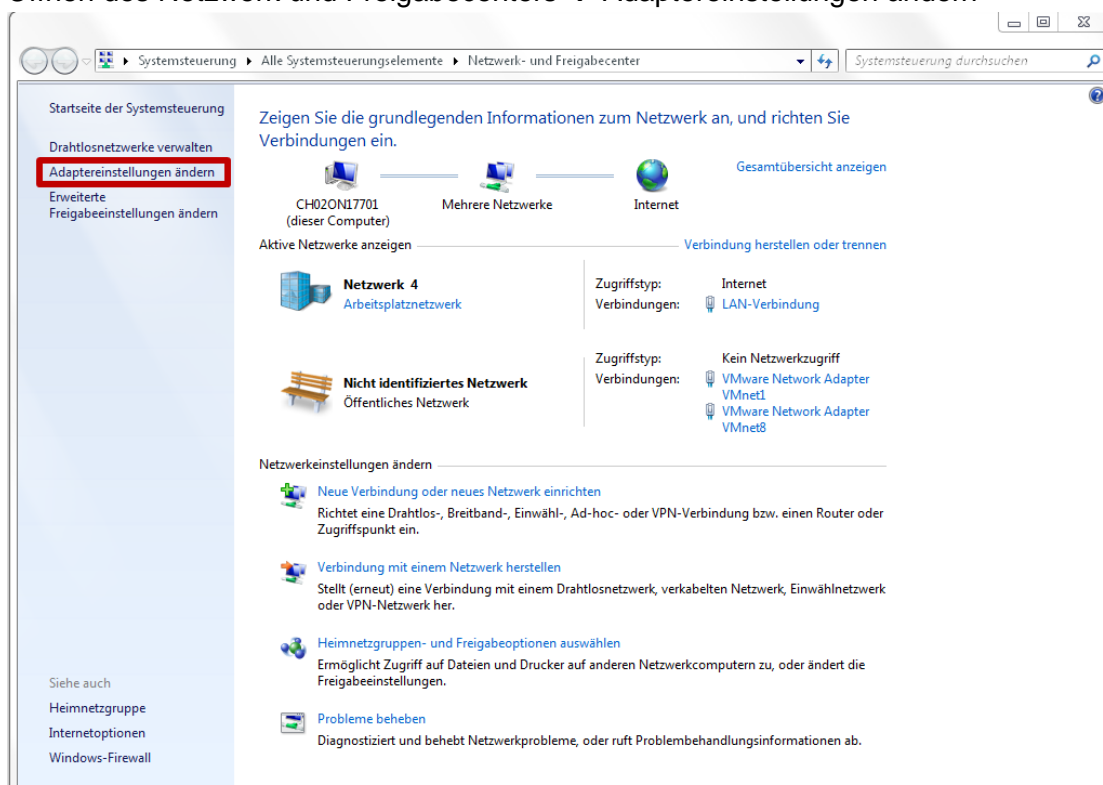 Öffnen des Netzwerk und Freigabecenters → Adaptereinstellungen ändern
Systemsteuerung ▸ Alle Systemsteuerungselemente ▸ Netzwerk- und Freigabecenter
Systemsteuerung durchsuchen
Startseite der Systemsteuerung
Drahtlosnetzwerke verwalten
Adaptereinstellungen ändern
Erweiterte
Freigabeeinstellungen ändern
Zeigen Sie die grundlegenden Informationen zum Netzwerk an, und richten Sie
Verbindungen ein.
Gesamtübersicht anzeigen
CH02ON17701
(dieser Computer)
Mehrere Netzwerke
Internet
Aktive Netzwerke anzeigen
Verbindung herstellen oder trennen
Netzwerk 4
Arbeitsplatznetzwerk
Zugriffstyp: Internet
Verbindungen: LAN-Verbindung
Nicht identifiziertes Netzwerk
Öffentliches Netzwerk
Zugriffstyp: Kein Netzwerkzugriff
Verbindungen: VMware Network Adapter
VMnet1
VMware Network Adapter
VMnet8
Netzwerkeinstellungen ändern
Neue Verbindung oder neues Netzwerk einrichten
Richtet eine Drahtlos-, Breitband-, Einwähl-, Ad-hoc- oder VPN-Verbindung bzw. einen Router oder
Zugriffspunkt ein.
Verbindung mit einem Netzwerk herstellen
Stellt (erneut) eine Verbindung mit einem Drahtlosnetzwerk, verkabelten Netzwerk, Einwählnetzwerk
oder VPN-Netzwerk her.
Heimnetzgruppen- und Freigabeoptionen auswählen
Ermöglicht Zugriff auf Dateien und Drucker auf anderen Netzwerkcomputern zu, oder ändert die
Freigabeeinstellungen.
Probleme beheben
Diagnostiziert und behebt Netzwerkprobleme, oder ruft Problembehandlungsinformationen ab.
Siehe auch
Heimnetzgruppe
Internetoptionen
Windows-Firewall